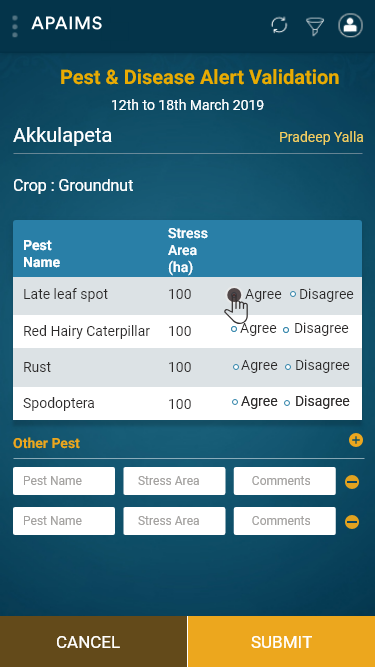 APAIMS
Pest & Disease Alert Validation
12th to 18th March 2019
Akkulapeta Pradeep Yalla
Crop : Groundnut
Pest Name Stress Area (ha)
Late leaf spot 100 Agree Disagree
Red Hairy Caterpillar 100 Agree Disagree
Rust 100 Agree Disagree
Spodoptera 100 Agree Disagree
Other Pest
Pest Name Stress Area Comments
Pest Name Stress Area Comments
CANCEL SUBMIT